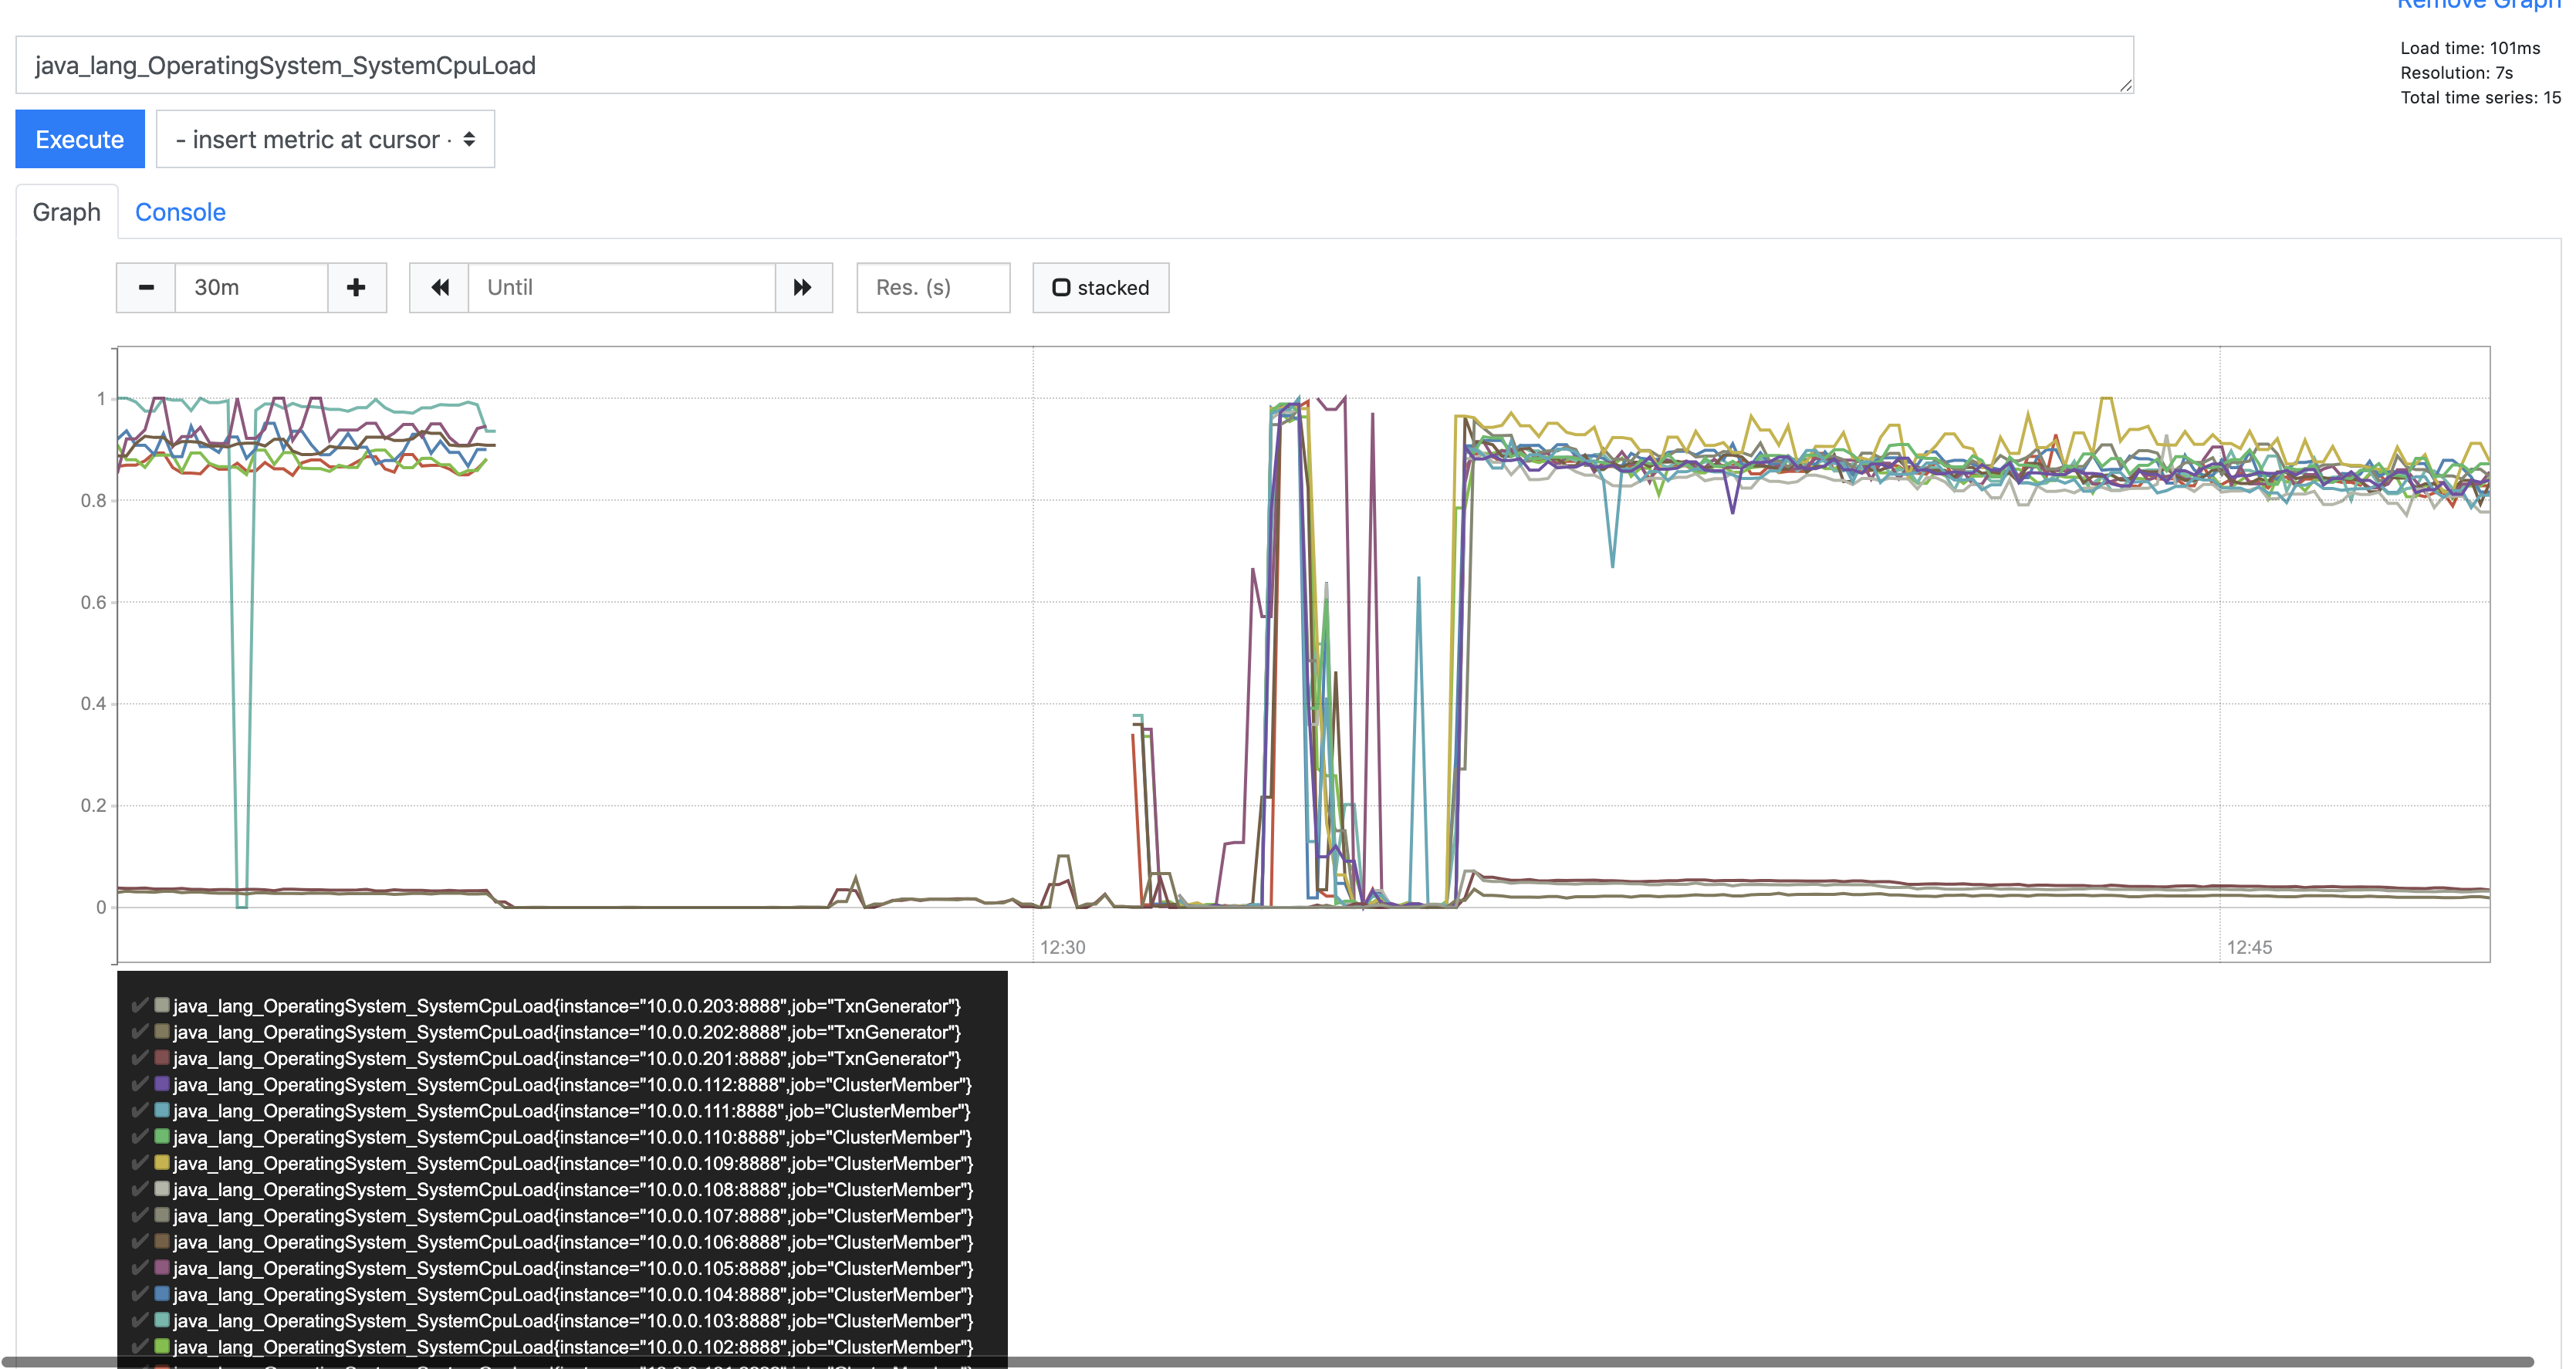 Remove Graph
java_lang_OperatingSystem_SystemCpuLoad
Load time: 101ms
Resolution: 7s
Total time series: 15
Execute
- insert metric at cursor -
Graph
Console
30m
Until
Res. (s)
stacked
1
0.8
0.6
0.4
0.2
0
12:30
12:45
java_lang_OperatingSystem_SystemCpuLoad{instance="10.0.0.203:8888",job="TxnGenerator"}
java_lang_OperatingSystem_SystemCpuLoad{instance="10.0.0.202:8888",job="TxnGenerator"}
java_lang_OperatingSystem_SystemCpuLoad{instance="10.0.0.201:8888",job="TxnGenerator"}
java_lang_OperatingSystem_SystemCpuLoad{instance="10.0.0.112:8888",job="ClusterMember"}
java_lang_OperatingSystem_SystemCpuLoad{instance="10.0.0.111:8888",job="ClusterMember"}
java_lang_OperatingSystem_SystemCpuLoad{instance="10.0.0.110:8888",job="ClusterMember"}
java_lang_OperatingSystem_SystemCpuLoad{instance="10.0.0.109:8888",job="ClusterMember"}
java_lang_OperatingSystem_SystemCpuLoad{instance="10.0.0.108:8888",job="ClusterMember"}
java_lang_OperatingSystem_SystemCpuLoad{instance="10.0.0.107:8888",job="ClusterMember"}
java_lang_OperatingSystem_SystemCpuLoad{instance="10.0.0.106:8888",job="ClusterMember"}
java_lang_OperatingSystem_SystemCpuLoad{instance="10.0.0.105:8888",job="ClusterMember"}
java_lang_OperatingSystem_SystemCpuLoad{instance="10.0.0.104:8888",job="ClusterMember"}
java_lang_OperatingSystem_SystemCpuLoad{instance="10.0.0.103:8888",job="ClusterMember"}
java_lang_OperatingSystem_SystemCpuLoad{instance="10.0.0.102:8888",job="ClusterMember"}